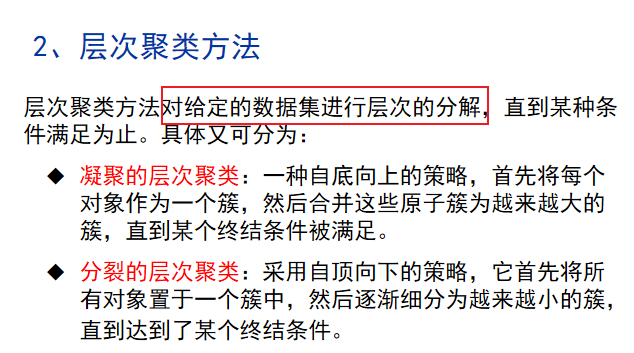 2、层次聚类方法
层次聚类方法对给定的数据集进行层次的分解，直到某种条
件满足为止。具体又可分为：
◆ 凝聚的层次聚类：一种自底向上的策略，首先将每个
对象作为一个簇，然后合并这些原子簇为越来越大的
簇，直到某个终结条件被满足。
◆ 分裂的层次聚类：采用自顶向下的策略，它首先将所
有对象置于一个簇中，然后逐渐细分为越来越小的簇，
直到达到了某个终结条件。